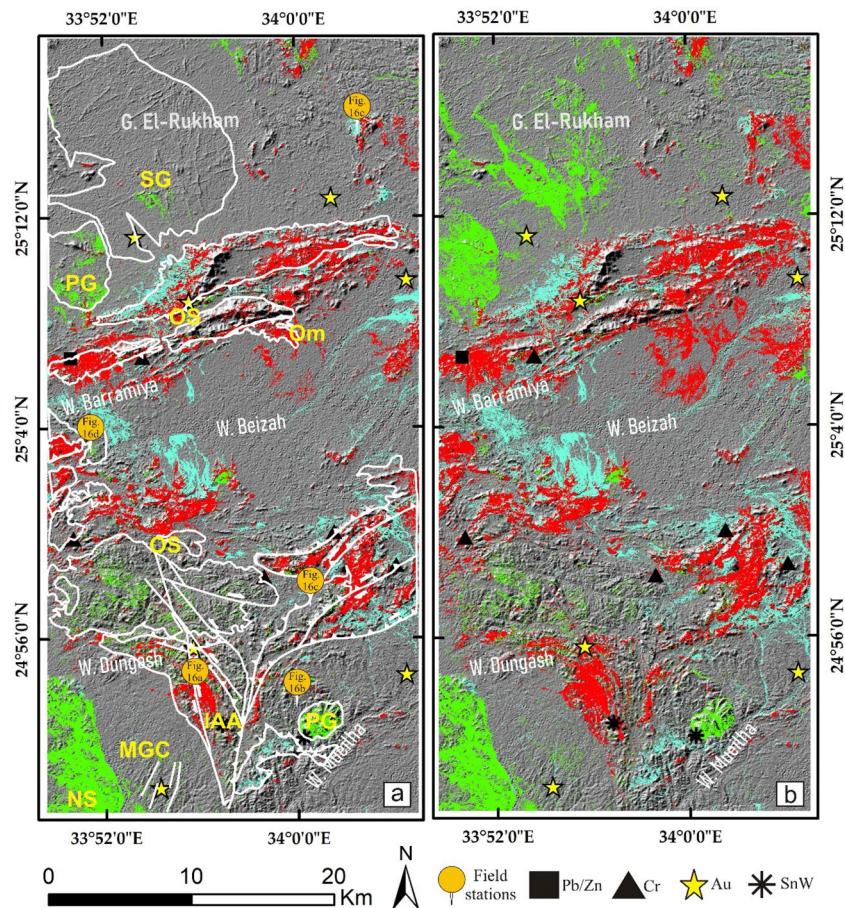 33°52'0"E 34°0'0"E 33°52'0"E 34°0'0"E
25°12'0"N
25°4'0"N
24°56'0"N
G. El-Rukham
SG
Fig. 16c
PG
OS
Om
W. Barramiya
W. Beizah
Fig. 16d
OS
Fig. 16c
W. Dungash
Fig. 16a
Fig. 16b
IAA
PG
MGC
NS
a
G. El-Rukham
W. Barramiya
W. Beizah
W. Dungash
b
25°12'0"N
25°4'0"N
24°56'0"N
33°52'0"E 34°0'0"E 33°52'0"E 34°0'0"E
0 10 20
Km
N
Field stations
Pb/Zn
Cr
Au
SnW